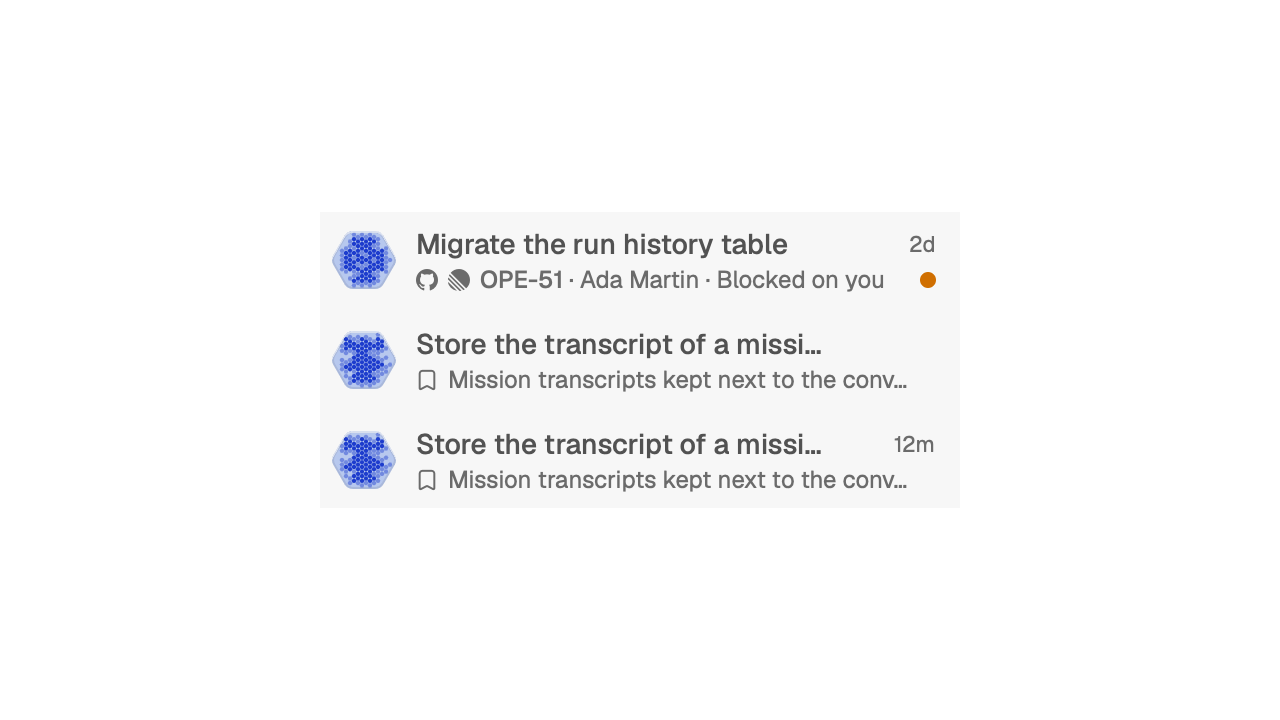 Migrate the run history table 2d
OPE-51 · Ada Martin · Blocked on you
Store the transcript of a missi…
Mission transcripts kept next to the conv…
Store the transcript of a missi… 12m
Mission transcripts kept next to the conv…